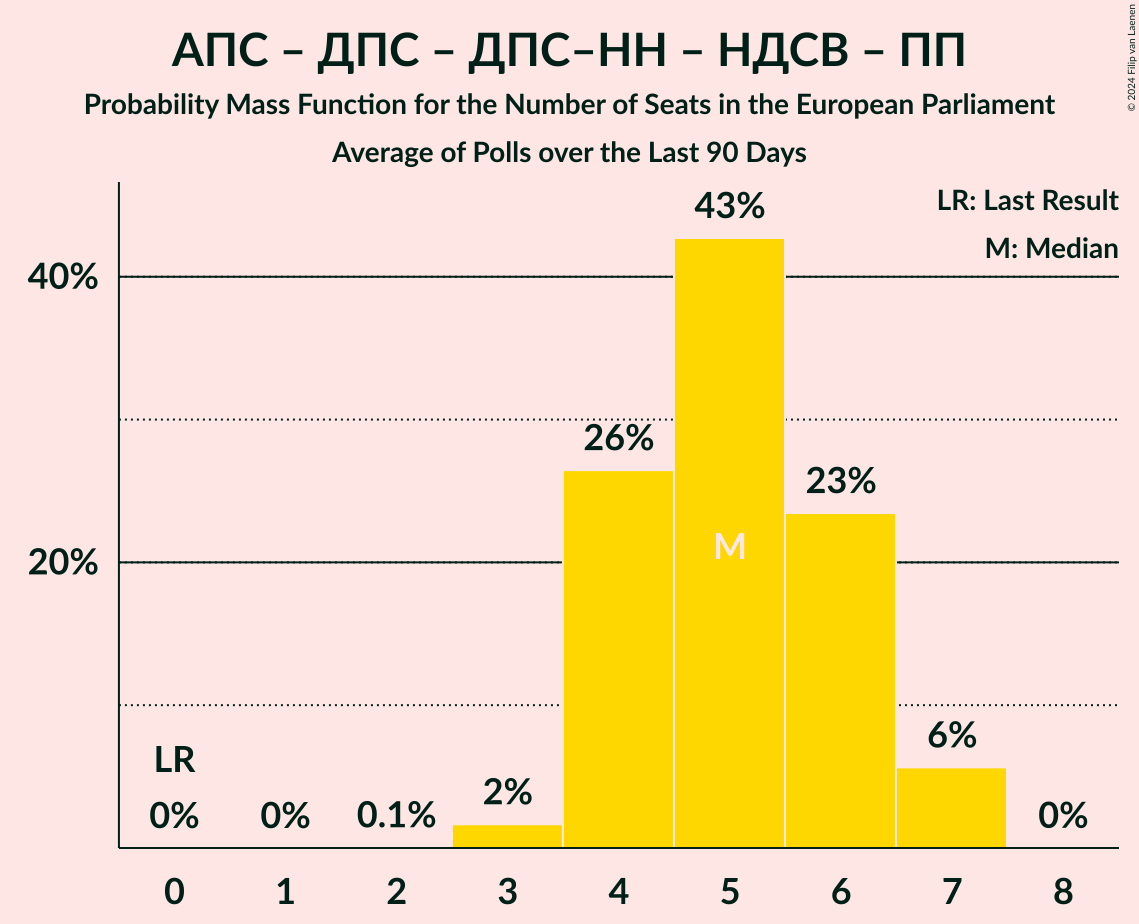 АПС – ДПС – ДПС–НН – НДСВ – ПП
Probability Mass Function for the Number of Seats in the European Parliament
Average of Polls over the Last 90 Days
© 2024 Filip van Laenen
LR: Last Result
M: Median
40%
20%
LR
0%
0%
0.1%
2%
26%
43%
M
23%
6%
0%
0 1 2 3 4 5 6 7 8